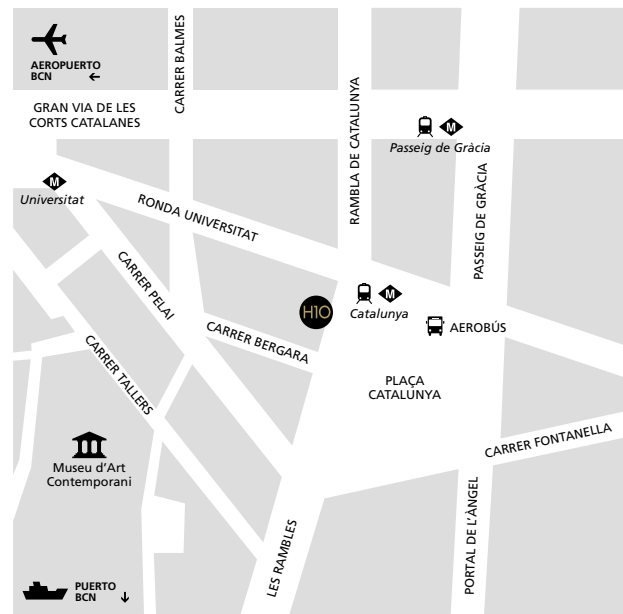 AEROPUERTO
BCN
CARRER BALMES
GRAN VIA DE LES
CORTS CATALANES
RAMBLA DE CATALUNYA
M
Passeig de Gràcia
PASSEIG DE GRÀCIA
M
Universitat
RONDA UNIVERSITAT
CARRER PELAI
H10
M
Catalunya
AEROBÚS
CARRER BERGARA
CARRER TALLERS
PLAÇA
CATALUNYA
CARRER FONTANELLA
Museu d'Art
Contemporani
LES RAMBLES
PORTAL DE L'ÀNGEL
PUERTO
BCN